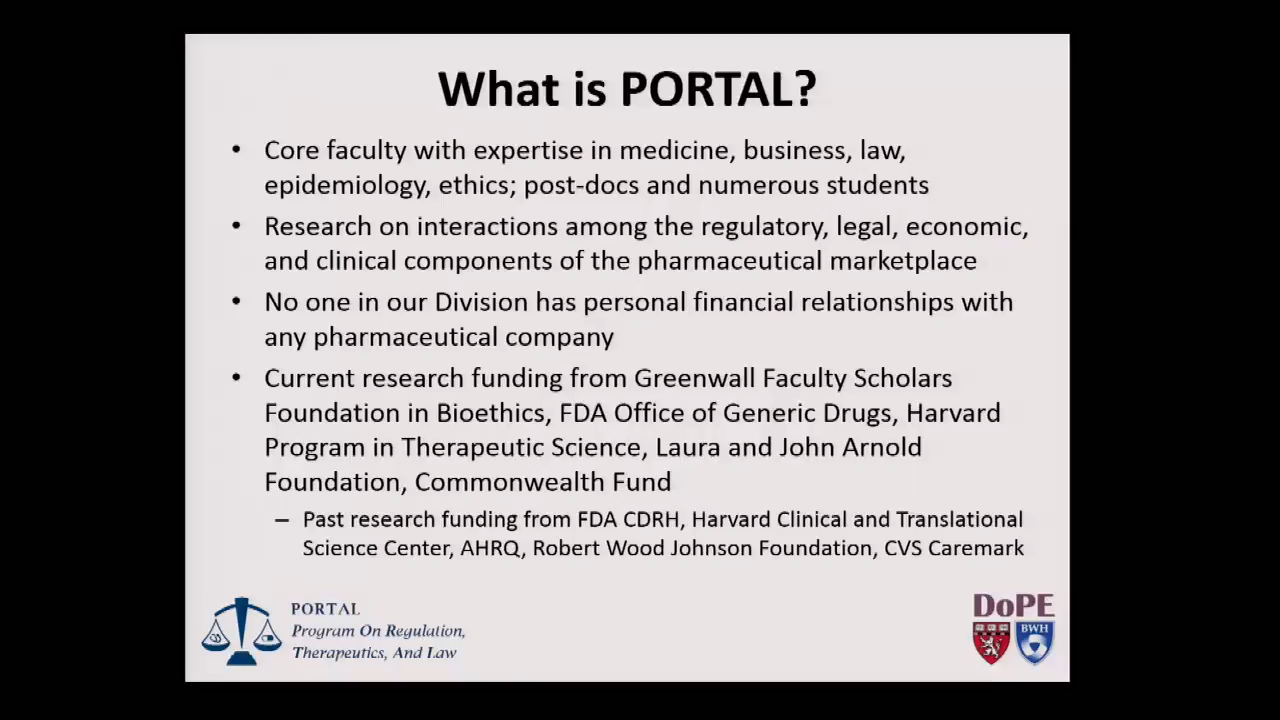 What is PORTAL?
• Core faculty with expertise in medicine, business, law,
epidemiology, ethics; post-docs and numerous students
• Research on interactions among the regulatory, legal, economic,
and clinical components of the pharmaceutical marketplace
• No one in our Division has personal financial relationships with
any pharmaceutical company
• Current research funding from Greenwall Faculty Scholars
Foundation in Bioethics, FDA Office of Generic Drugs, Harvard
Program in Therapeutic Science, Laura and John Arnold
Foundation, Commonwealth Fund
– Past research funding from FDA CDRH, Harvard Clinical and Translational
Science Center, AHRQ, Robert Wood Johnson Foundation, CVS Caremark
PORTAL
Program On Regulation,
Therapeutics, And Law
DoPE
BWH